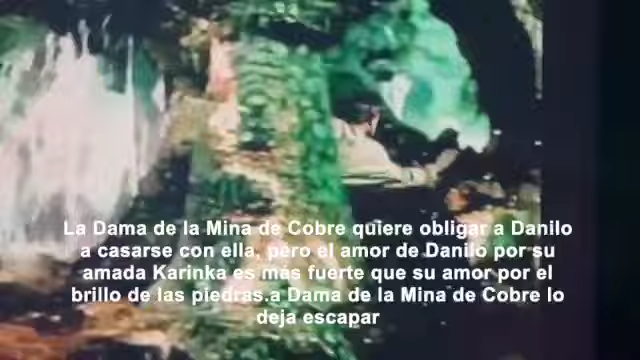 La Dama de la Mina de Cobre quiere obligar a Danilo
a casarse con ella, pero el amor de Danilo por su
amada Karinka es más fuerte que su amor por el
brillo de las piedras.a Dama de la Mina de Cobre lo
deja escapar